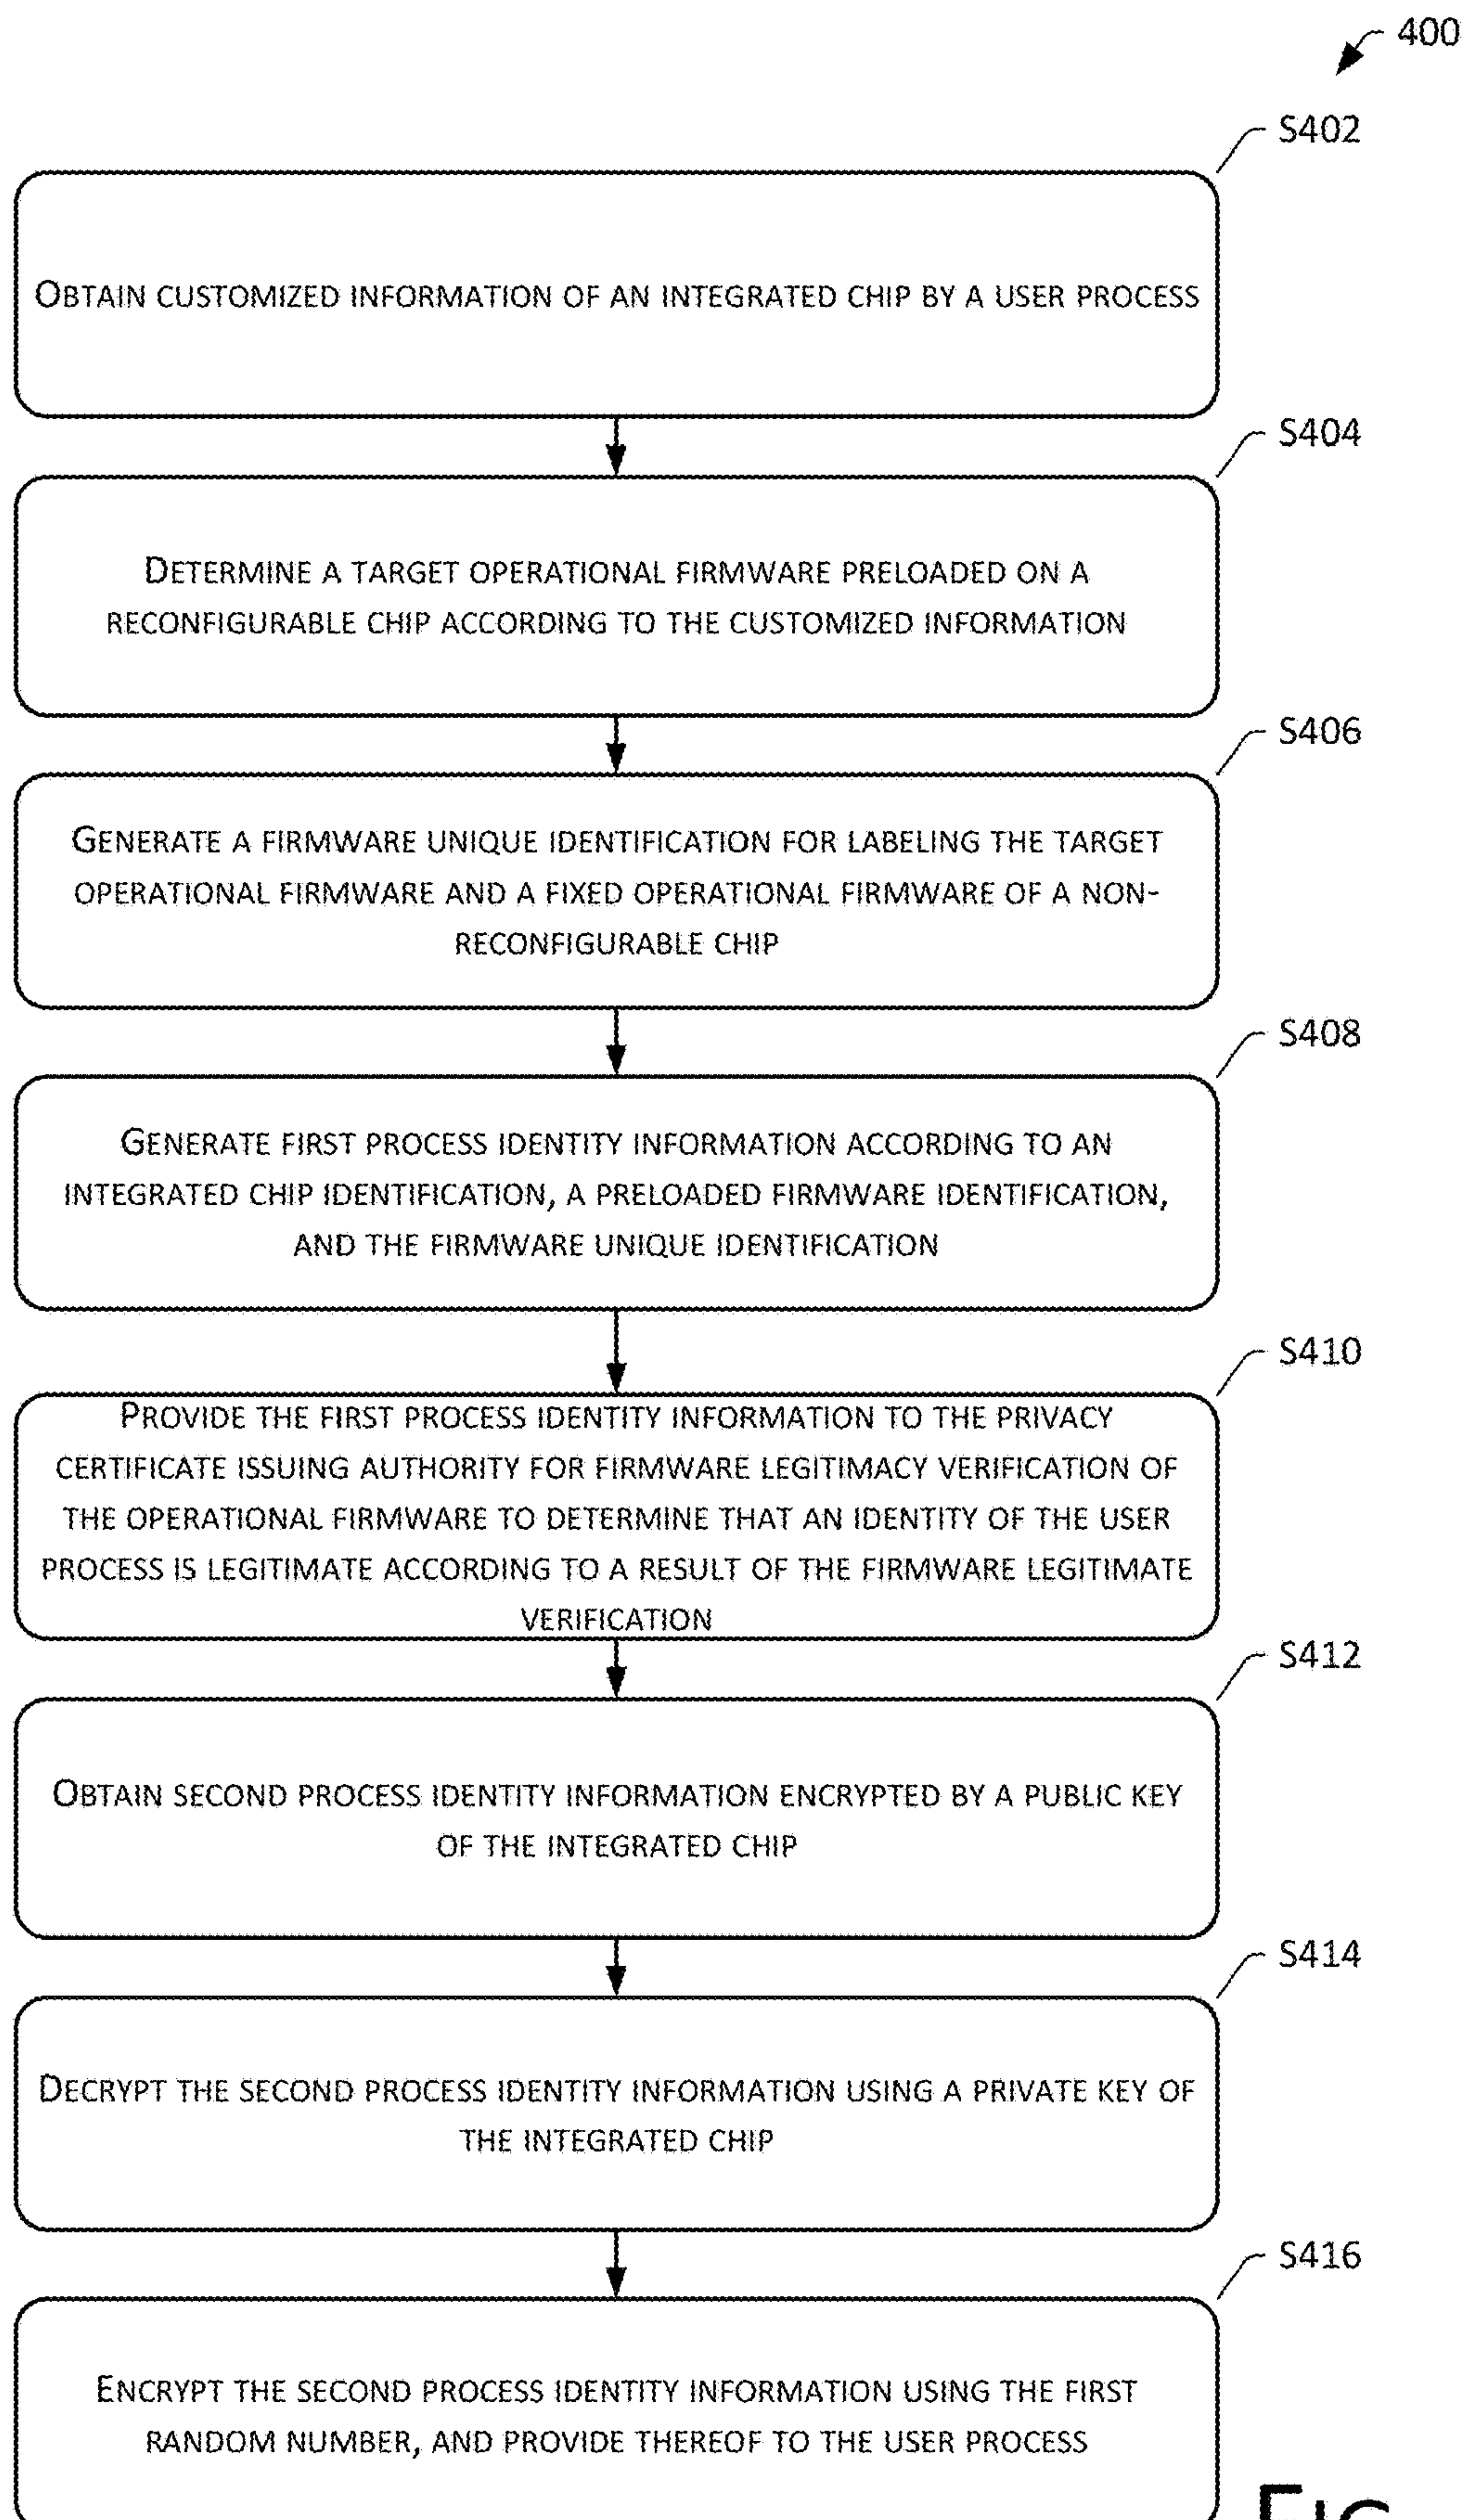 400
S402
OBTAIN CUSTOMIZED INFORMATION OF AN INTEGRATED CHIP BY A USER PROCESS
S404
DETERMINE A TARGET OPERATIONAL FIRMWARE PRELOADED ON A
RECONFIGURABLE CHIP ACCORDING TO THE CUSTOMIZED INFORMATION
S406
GENERATE A FIRMWARE UNIQUE IDENTIFICATION FOR LABELING THE TARGET
OPERATIONAL FIRMWARE AND A FIXED OPERATIONAL FIRMWARE OF A NON-
RECONFIGURABLE CHIP
S408
GENERATE FIRST PROCESS IDENTITY INFORMATION ACCORDING TO AN
INTEGRATED CHIP IDENTIFICATION, A PRELOADED FIRMWARE IDENTIFICATION,
AND THE FIRMWARE UNIQUE IDENTIFICATION
S410
PROVIDE THE FIRST PROCESS IDENTITY INFORMATION TO THE PRIVACY
CERTIFICATE ISSUING AUTHORITY FOR FIRMWARE LEGITIMACY VERIFICATION OF
THE OPERATIONAL FIRMWARE TO DETERMINE THAT AN IDENTITY OF THE USER
PROCESS IS LEGITIMATE ACCORDING TO A RESULT OF THE FIRMWARE LEGITIMATE
VERIFICATION
S412
OBTAIN SECOND PROCESS IDENTITY INFORMATION ENCRYPTED BY A PUBLIC KEY
OF THE INTEGRATED CHIP
S414
DECRYPT THE SECOND PROCESS IDENTITY INFORMATION USING A PRIVATE KEY OF
THE INTEGRATED CHIP
S416
ENCRYPT THE SECOND PROCESS IDENTITY INFORMATION USING THE FIRST
RANDOM NUMBER, AND PROVIDE THEREOF TO THE USER PROCESS